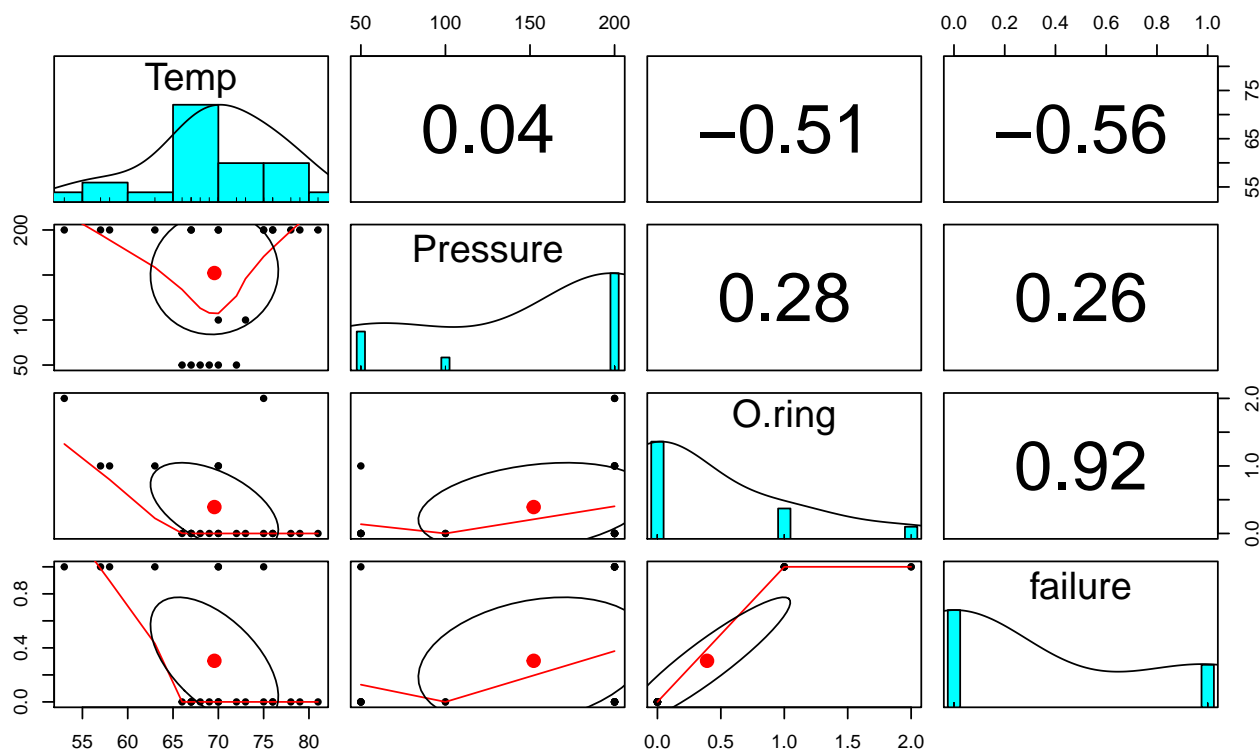 50 100 200 0.0 0.2 0.4 0.6 0.8 1.0
Temp 0.04 −0.51 −0.56 55 65 75
50 100 200 Pressure 0.28 0.26
O.ring 0.92 0.0 1.0 2.0
0.0 0.4 0.8 failure
55 60 65 70 75 80 0.0 0.5 1.0 1.5 2.0